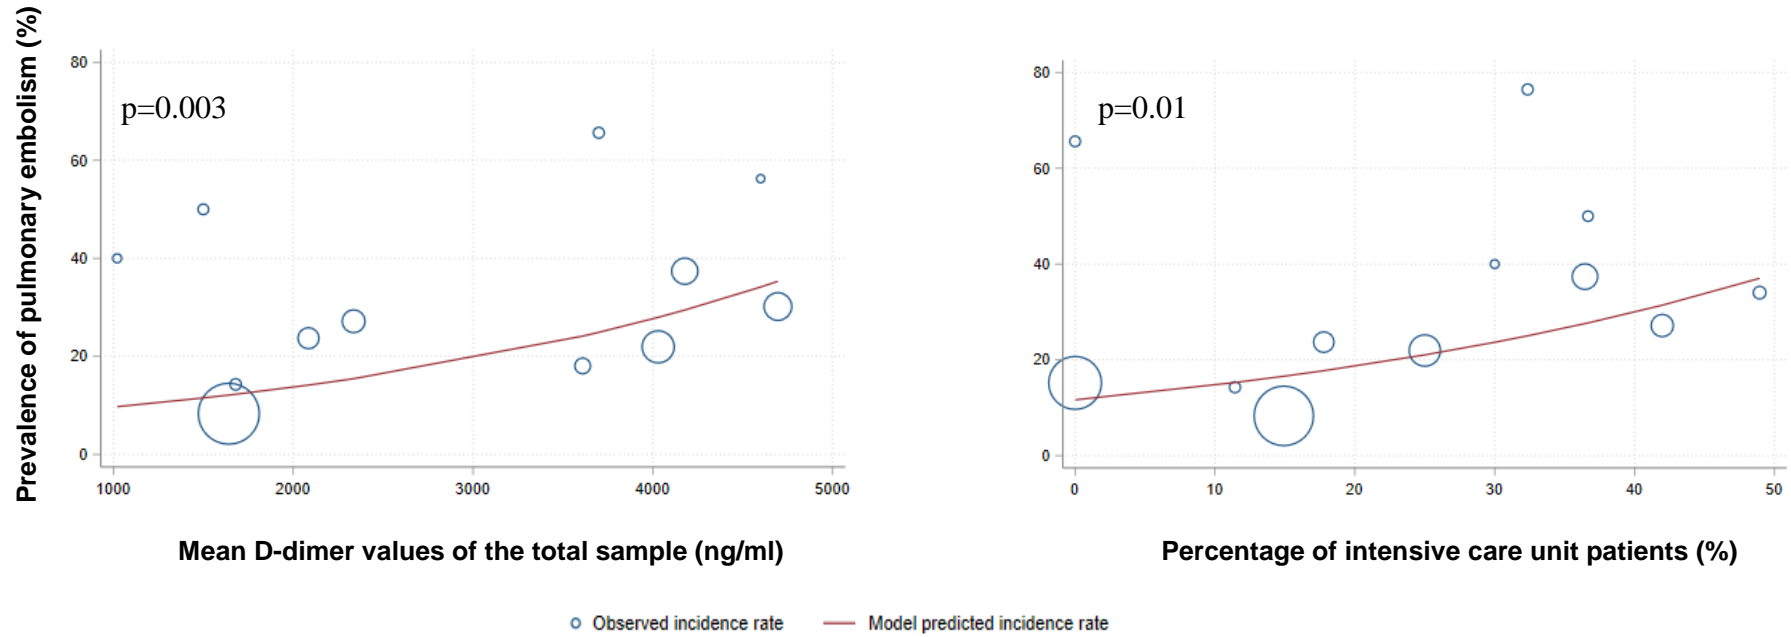 Prevalence of pulmonary embolism (%)
80
60
40
20
0
p=0.003
1000 2000 3000 4000 5000
Mean D-dimer values of the total sample (ng/ml)
80
60
40
20
0
p=0.01
0 10 20 30 40 50
Percentage of intensive care unit patients (%)
Observed incidence rate Model predicted incidence rate